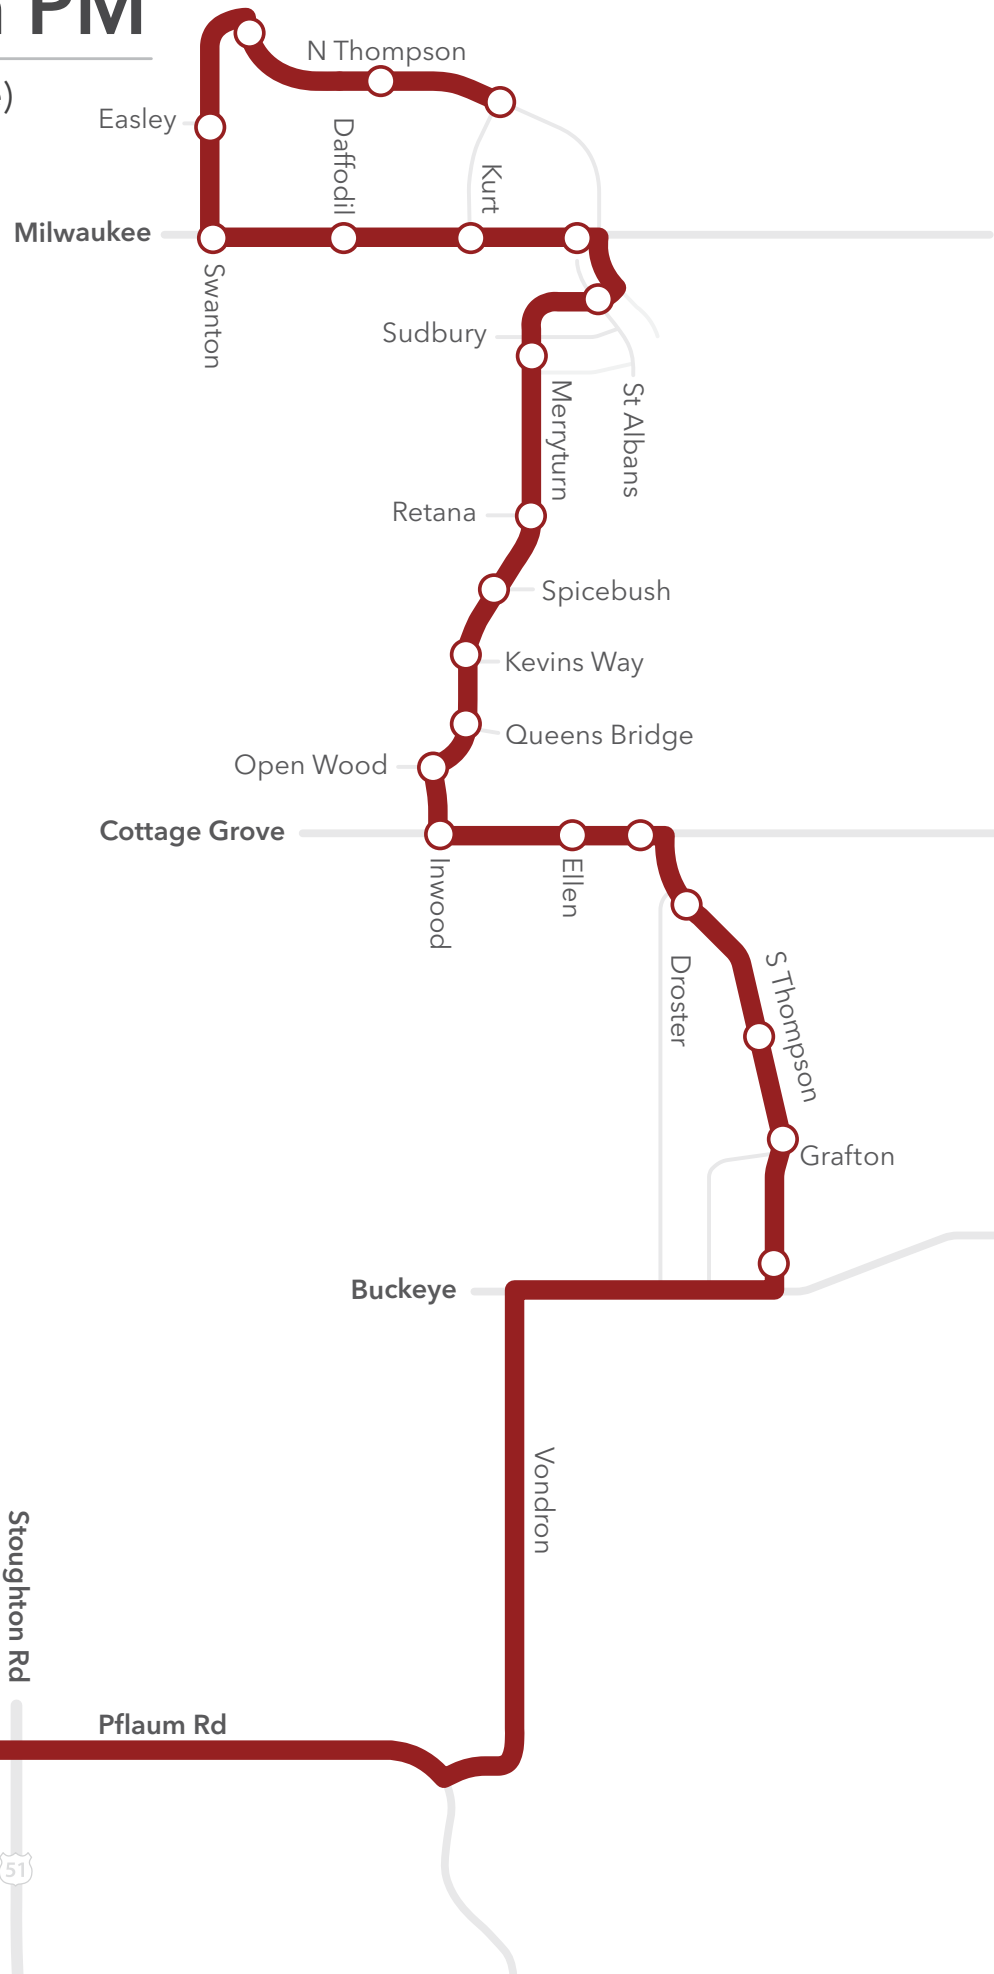 PM
N Thompson
)
Easley
Daffodil
Kurt
Milwaukee
Swanton
Sudbury
Merryturn
St Albans
Retana
Spicebush
Kevins Way
Queens Bridge
Open Wood
Cottage Grove
Inwood
Ellen
Droster
S Thompson
Grafton
Buckeye
Vondron
Stoughton Rd
Pflaum Rd
51